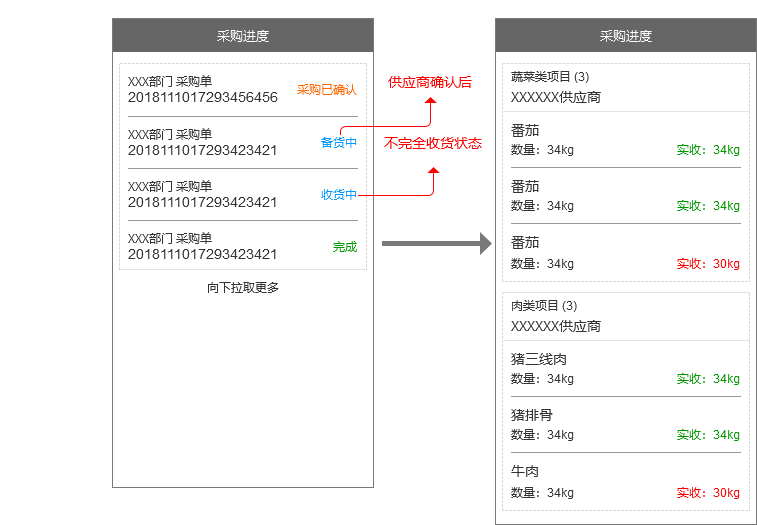 采购进度
XXX部门 采购单
2018111017293456456
采购已确认
XXX部门 采购单
2018111017293423421
备货中
XXX部门 采购单
2018111017293423421
收货中
XXX部门 采购单
2018111017293423421
完成
向下拉取更多
供应商确认后
不完全收货状态
采购进度
蔬菜类项目 (3)
XXXXXX供应商
番茄
数量：34kg
实收：34kg
番茄
数量：34kg
实收：34kg
番茄
数量：34kg
实收：30kg
肉类项目 (3)
XXXXXX供应商
猪三线肉
数量：34kg
实收：34kg
猪排骨
数量：34kg
实收：34kg
牛肉
数量：34kg
实收：30kg